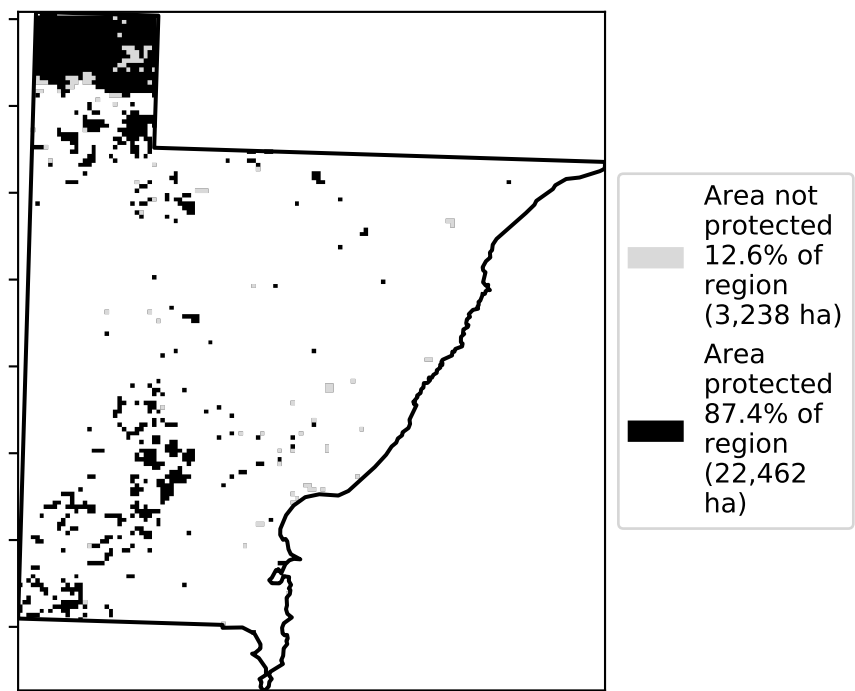 Area not
protected
12.6% of
region
(3,238 ha)
Area
protected
87.4% of
region
(22,462
ha)